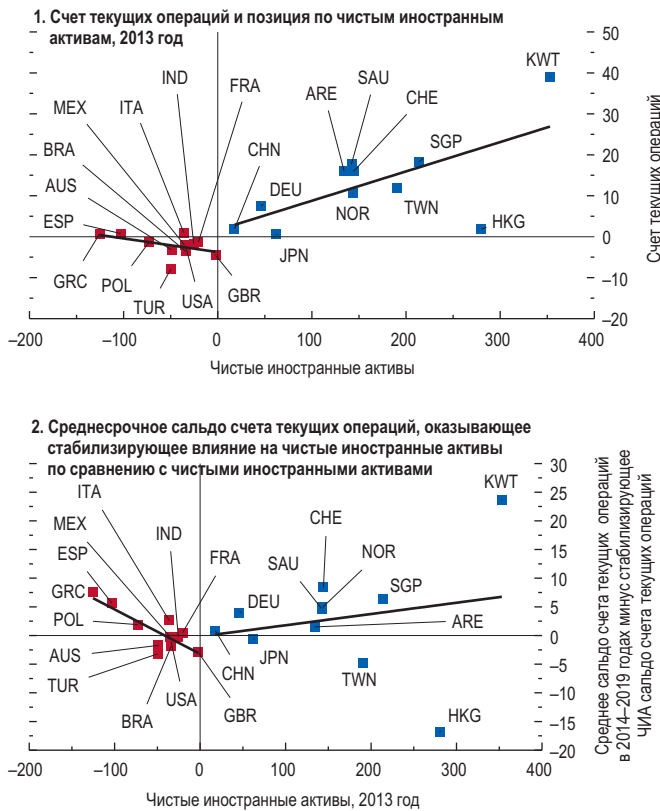 1. Счет текущих операций и позиция по чистым иностранным
активам, 2013 год
50
40
30
20
10
0
–10
–20
Счет текущих операций
KWT
IND
FRA
SAU
MEX
ITA
ARE
CHE
BRA
CHN
SGP
AUS
DEU
ESP
NOR
TWN
HKG
GRC
POL
JPN
TUR
USA
GBR
–200
–100
0
100
200
300
400
Чистые иностранные активы
2. Среднесрочное сальдо счета текущих операций, оказывающее
стабилизирующее влияние на чистые иностранные активы
по сравнению с чистыми иностранными активами
30
25
20
15
10
5
0
–5
–10
–15
–20
Среднее сальдо счета текущих операций
в 2014–2019 годах минус стабилизирующее
ЧИА сальдо счета текущих операций
ITA
KWT
MEX
IND
CHE
ESP
FRA
SAU
NOR
GRC
DEU
SGP
POL
ARE
AUS
CHN
JPN
TUR
TWN
BRA
USA
GBR
HKG
–200
–100
0
100
200
300
400
Чистые иностранные активы, 2013 год